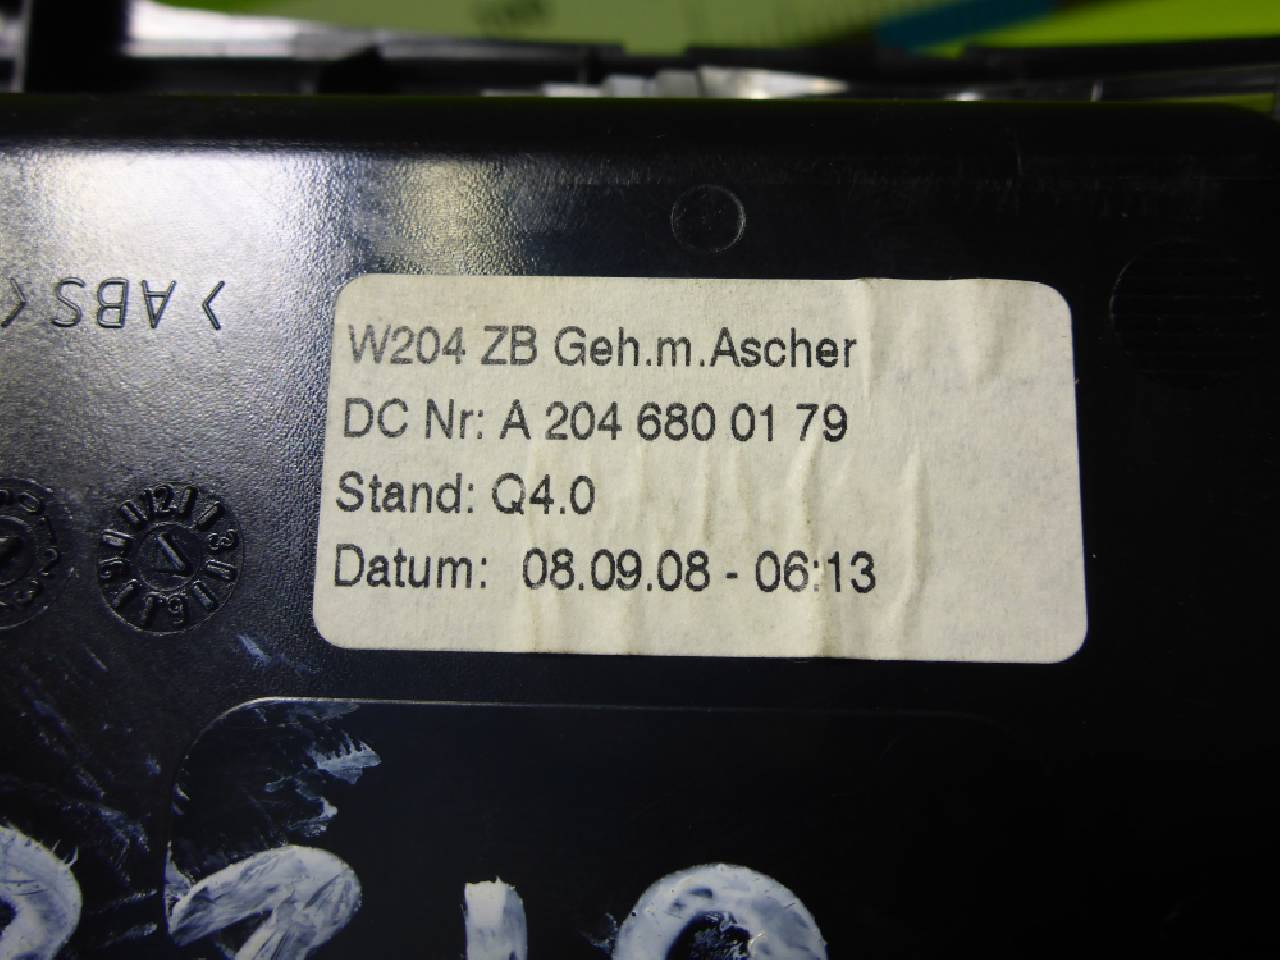 >ABS<
W204 ZB Geh.m.Ascher
DC Nr: A 204 680 01 79
Stand: Q4.0
Datum: 08.09.08 - 06:13